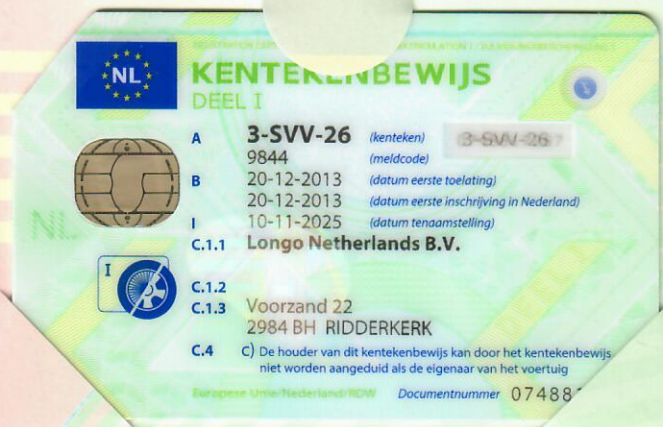 NL
KENTEKENBEWIJS
DEEL I
A 3-SVV-26 (kenteken) 3-SVV-26
9844 (meldcode)
B 20-12-2013 (datum eerste toelating)
20-12-2013 (datum eerste inschrijving in Nederland)
I 10-11-2025 (datum tenaamstelling)
C.1.1 Longo Netherlands B.V.
NL
I
C.1.2
C.1.3 Voorzand 22
2984 BH RIDDERKERK
C.4 C) De houder van dit kentekenbewijs kan door het kentekenbewijs
niet worden aangeduid als de eigenaar van het voertuig
Europese Unie/Nederland/RDW Documentnummer 07488